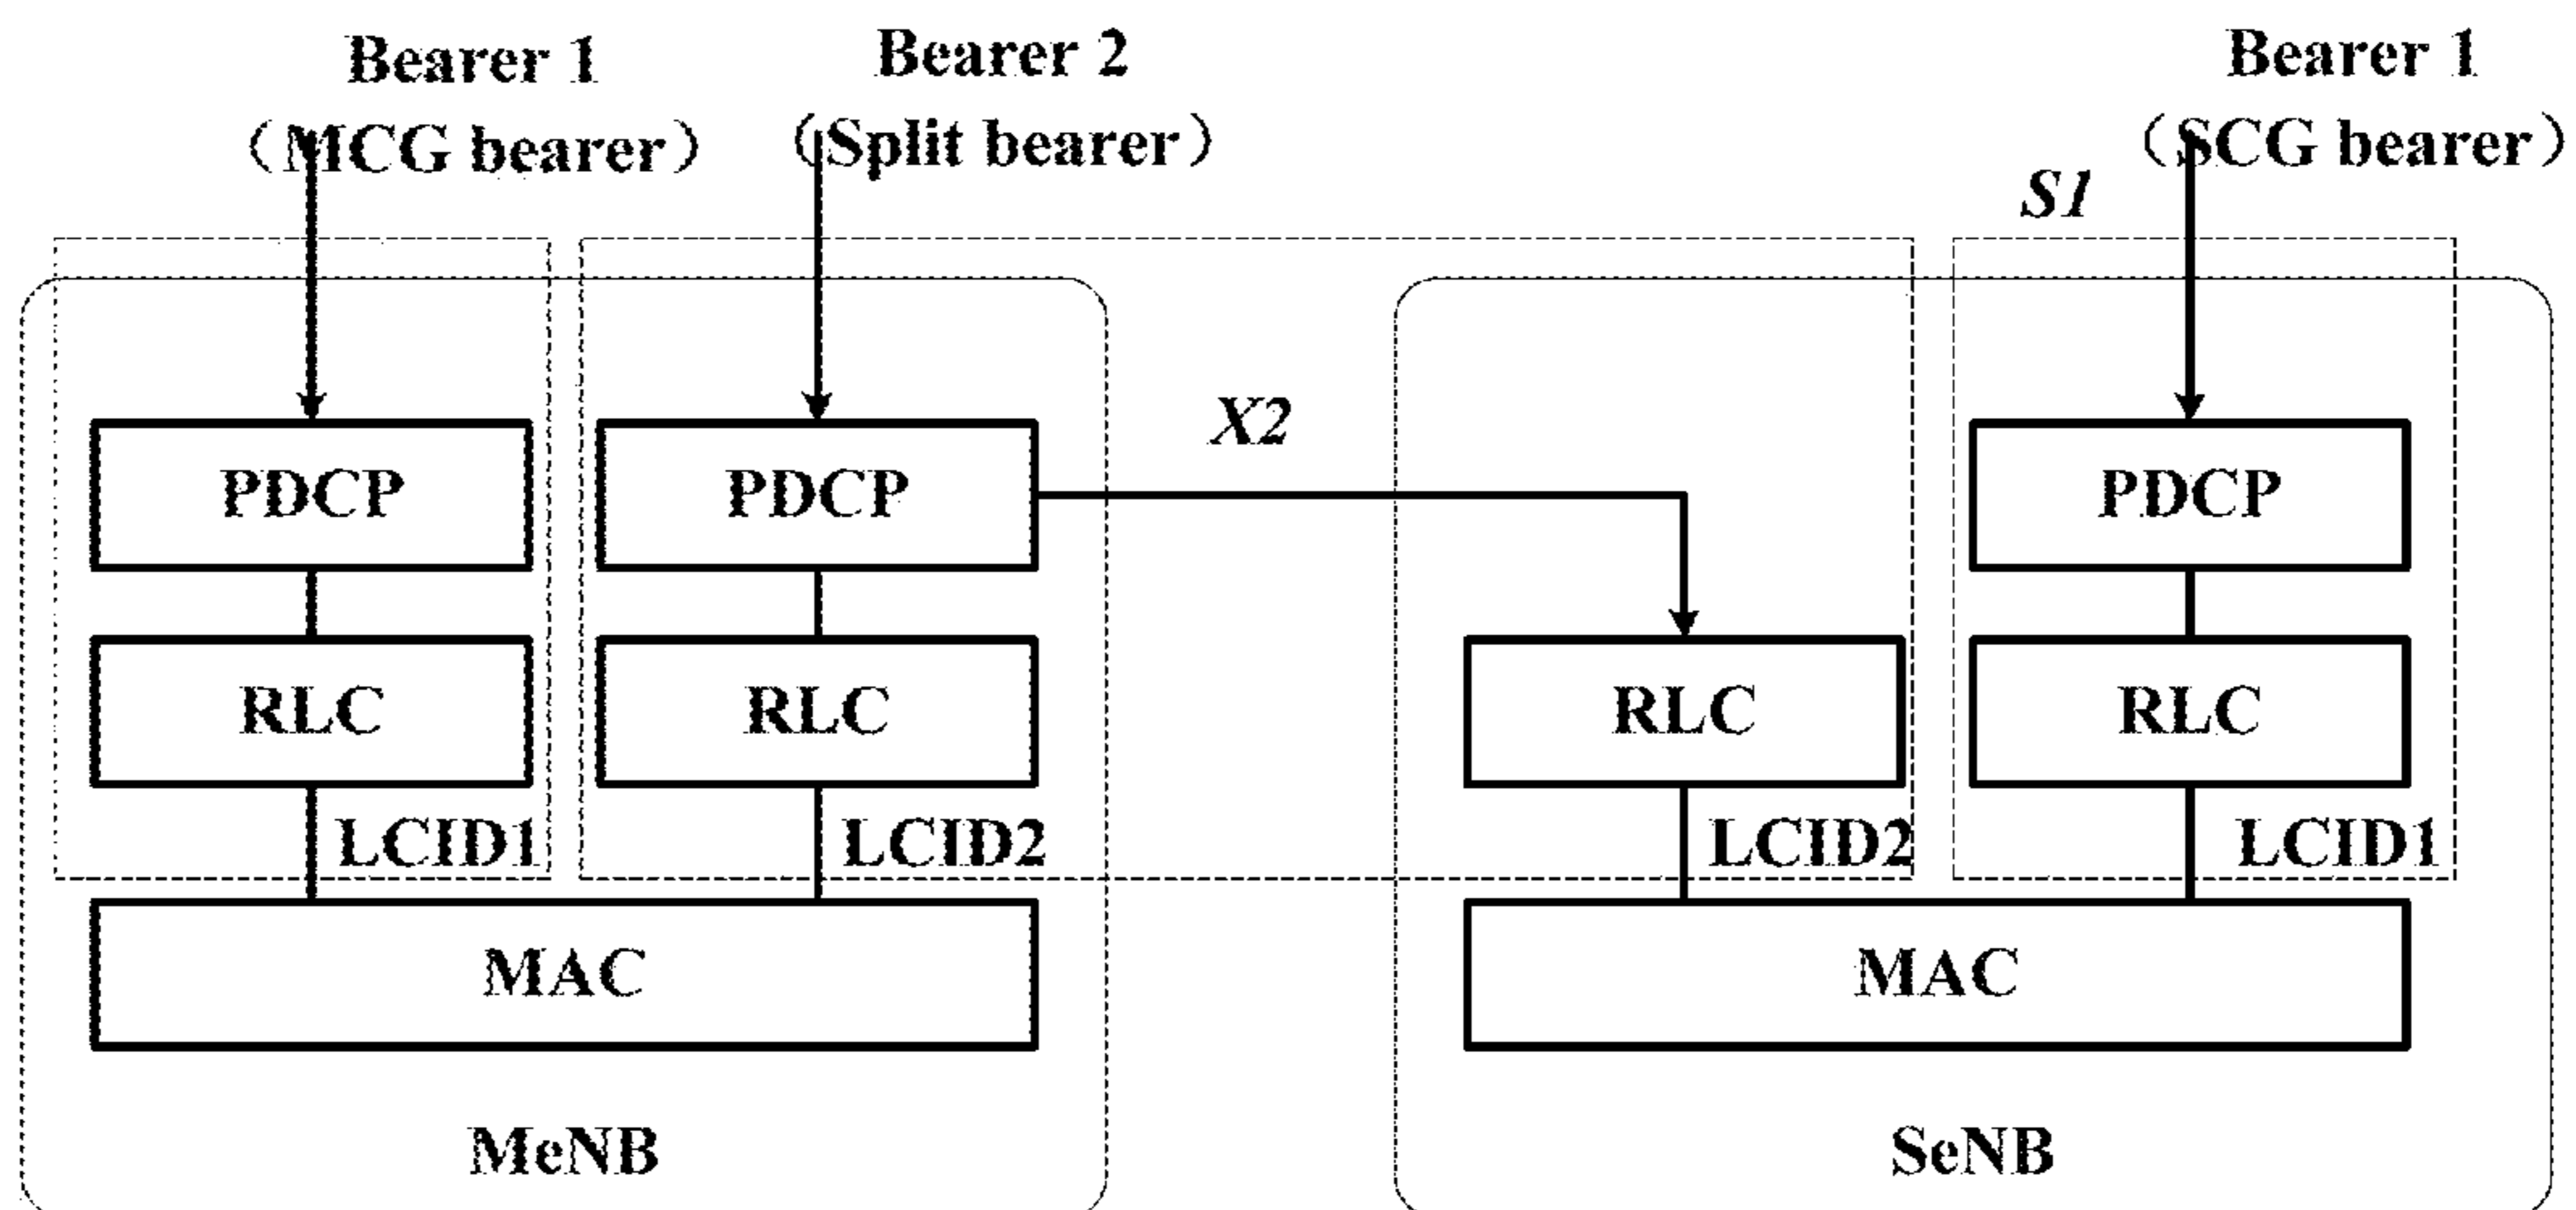 Bearer 1
（MCG bearer）
Bearer 2
（Split bearer）
Bearer 1
（SCG bearer）
S1
X2
PDCP
PDCP
PDCP
RLC
RLC
RLC
RLC
LCID1
LCID2
LCID2
LCID1
MAC
MAC
MeNB
SeNB